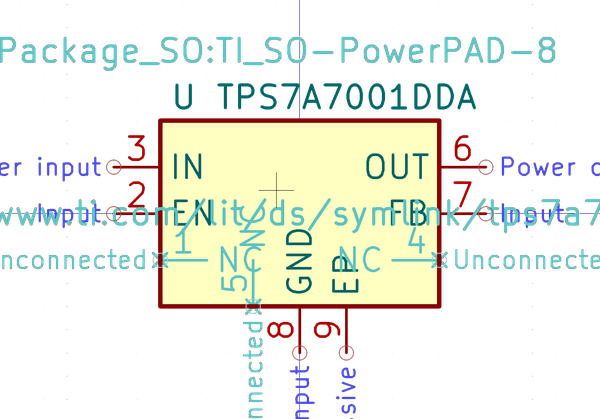 Package_SO:TI_SO-PowerPAD-8
U TPS7A7001DDA
er input 3 IN OUT 6 Power o
Input 2 EN FB 7 Input
www.ti.com/lit/ds/symlink/tps7a7
nconnected 1 NC NC 4 Unconnecte
5 NC
GND
EP
8
9
nnected
nput
sive